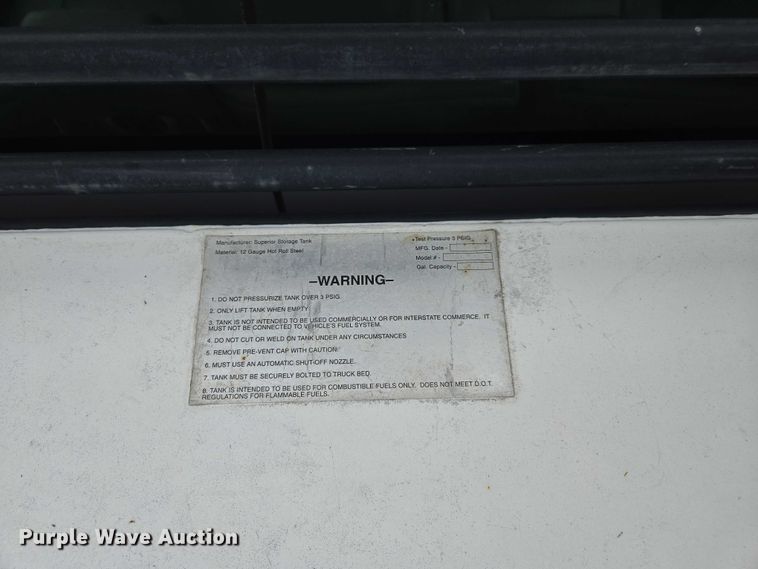 Manufacturer: Superior Storage Tank
Material: 12 Gauge Hot Roll Steel
Test Pressure 3 PSIG
MFG. Date -
Model # -
Gal. Capacity -
–WARNING–
1. DO NOT PRESSURIZE TANK OVER 3 PSIG
2. ONLY LIFT TANK WHEN EMPTY
3. TANK IS NOT INTENDED TO BE USED COMMERCIALLY OR FOR INTERSTATE COMMERCE. IT
MUST NOT BE CONNECTED TO VEHICLE'S FUEL SYSTEM.
4. DO NOT CUT OR WELD ON TANK UNDER ANY CIRCUMSTANCES
5. REMOVE PRE-VENT CAP WITH CAUTION.
6. MUST USE AN AUTOMATIC SHUT-OFF NOZZLE.
7. TANK MUST BE SECURELY BOLTED TO TRUCK BED.
8. TANK IS INTENDED TO BE USED FOR COMBUSTIBLE FUELS ONLY. DOES NOT MEET D.O.T.
REGULATIONS FOR FLAMMABLE FUELS.
Purple Wave Auction